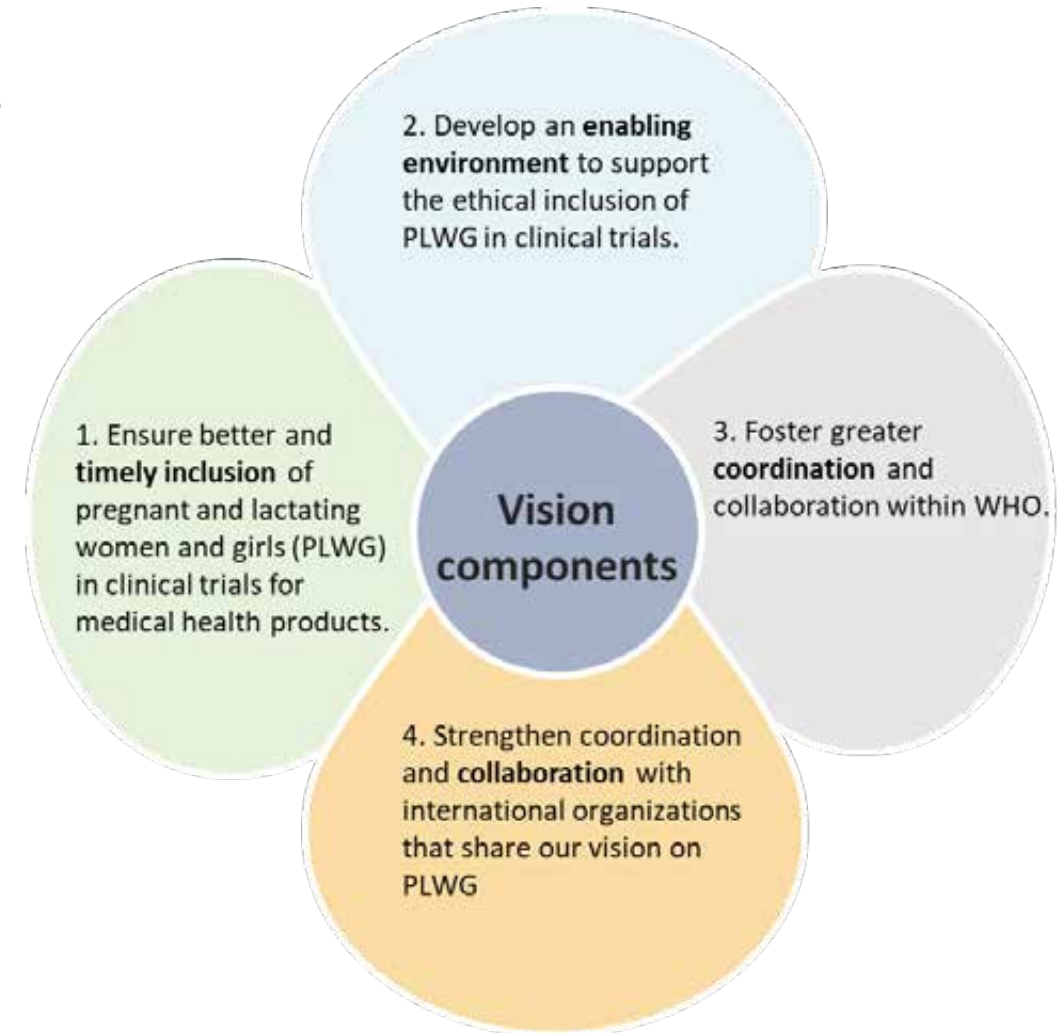 Vision
components
1. Ensure better and
timely inclusion of
pregnant and lactating
women and girls (PLWG)
in clinical trials for
medical health products.
2. Develop an enabling
environment to support
the ethical inclusion of
PLWG in clinical trials.
3. Foster greater
coordination and
collaboration within WHO.
4. Strengthen coordination
and collaboration with
international organizations
that share our vision on
PLWG